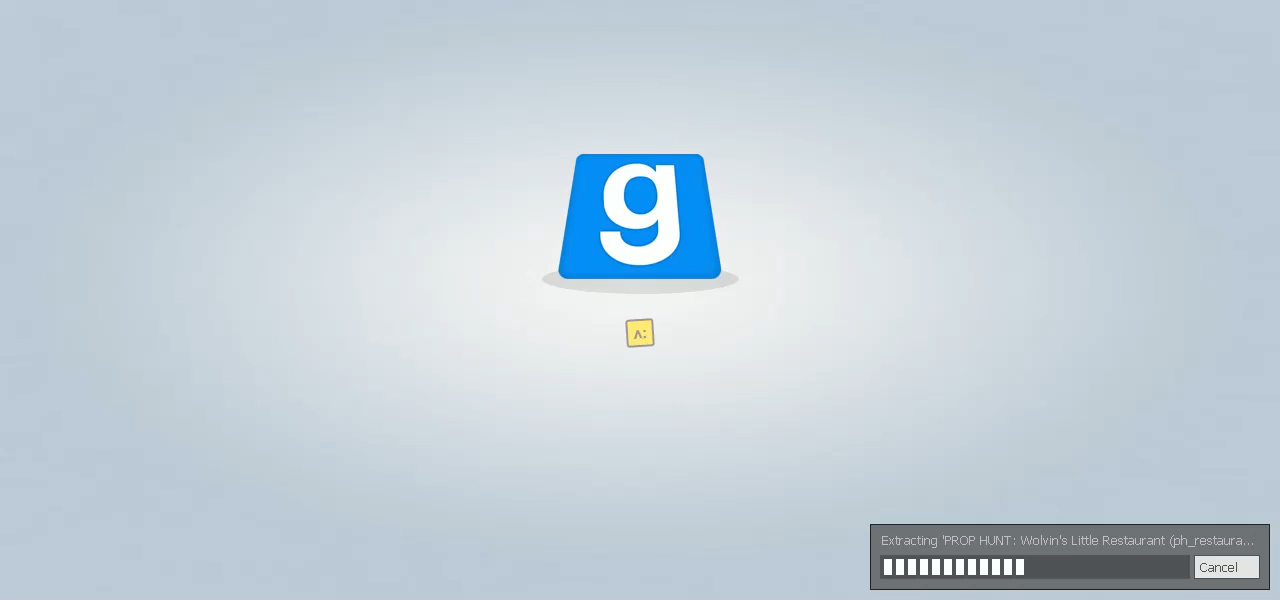 g
ʌ:
Extracting 'PROP HUNT: Wolvin's Little Restaurant (ph_restaura...
Cancel